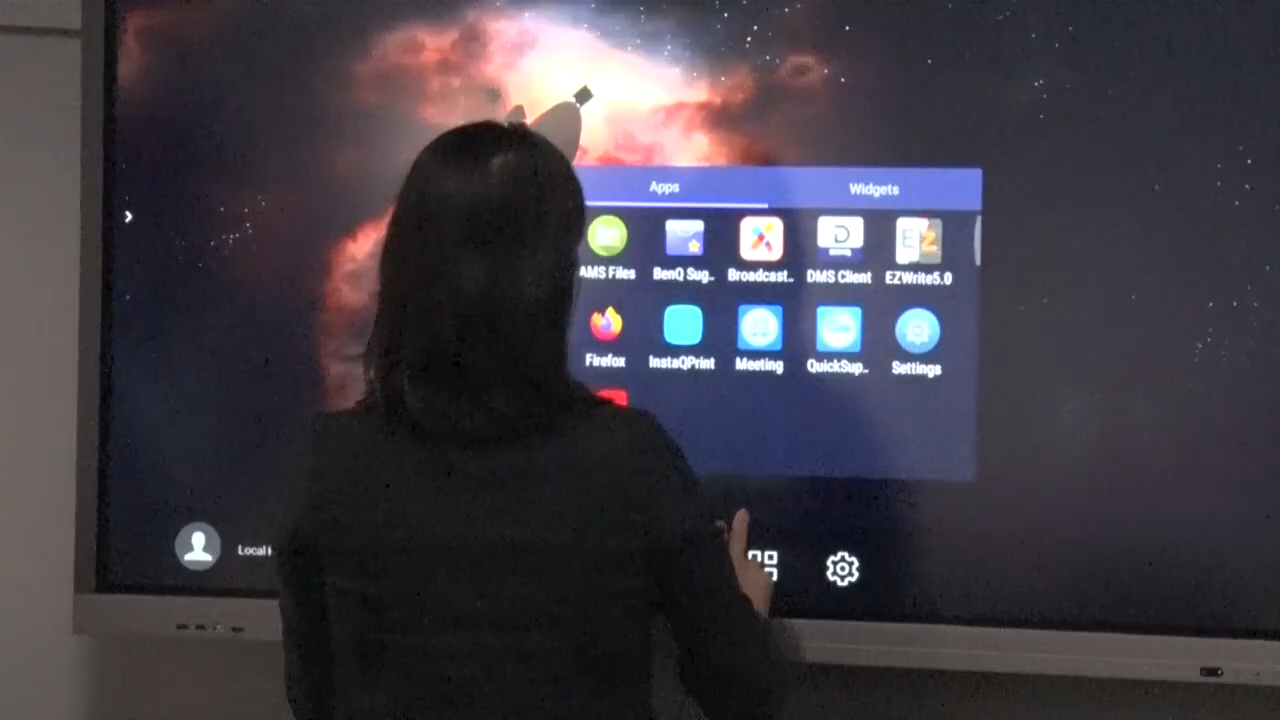 Apps Widgets
AMS Files BenQ Sug.. Broadcast.. DMS Client EZWrite5.0
Firefox InstaQPrint Meeting QuickSup.. Settings
Local